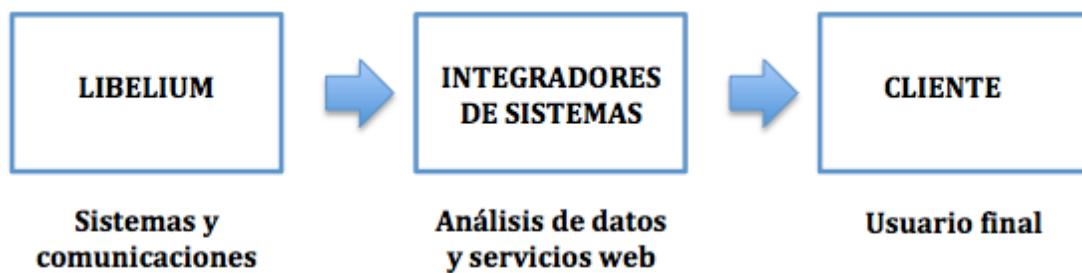 LIBELIUM
INTEGRADORES
DE SISTEMAS
CLIENTE
Sistemas y
comunicaciones
Análisis de datos
y servicios web
Usuario final